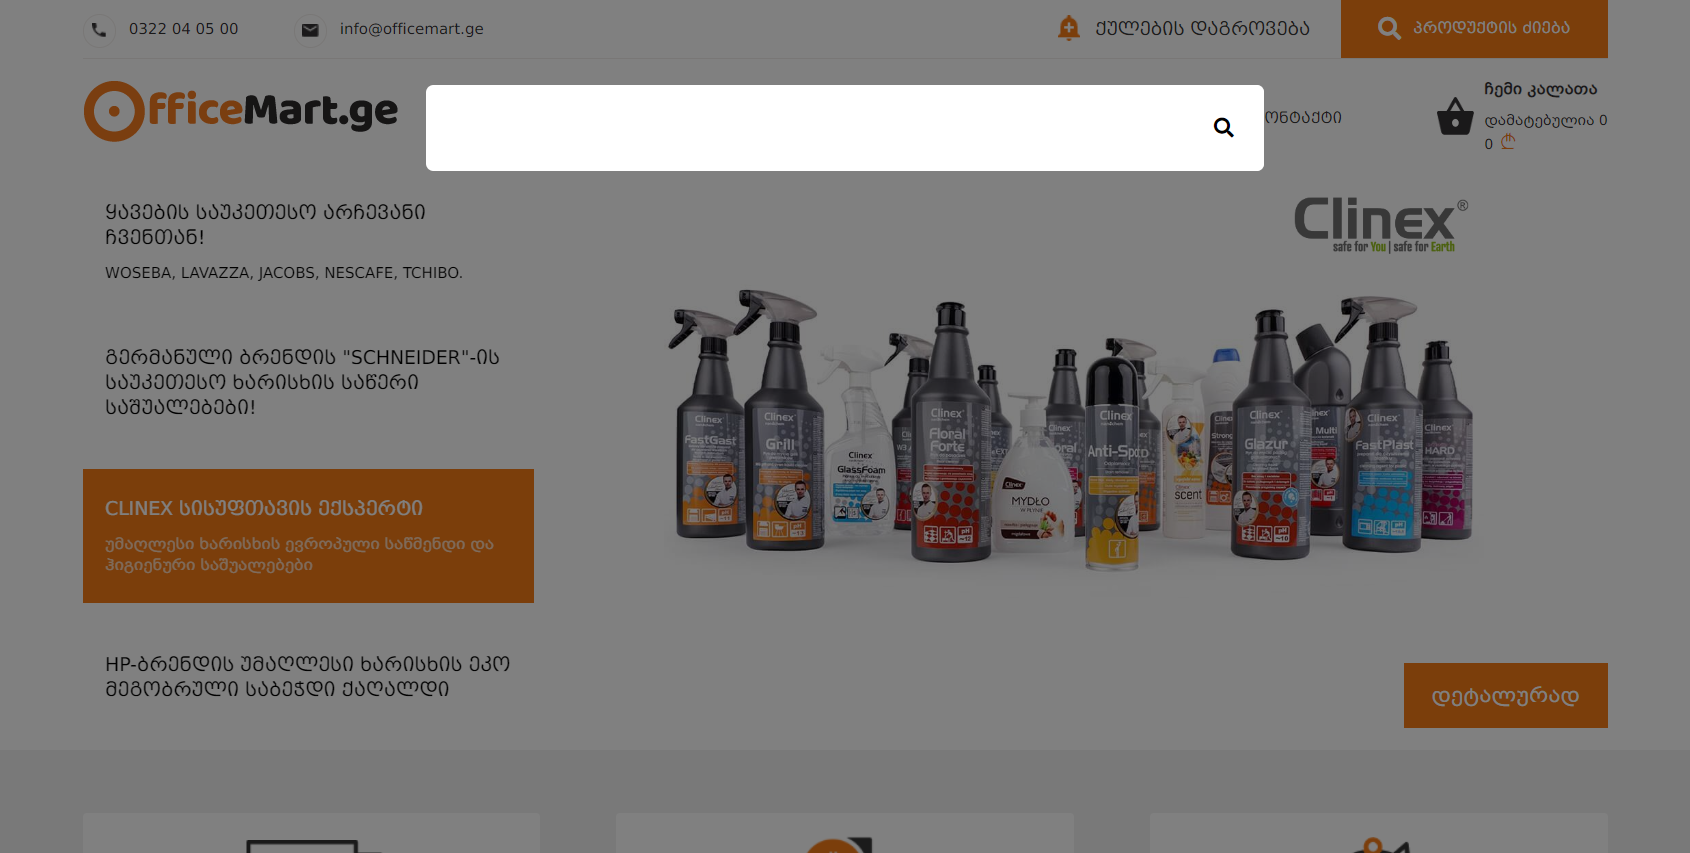 0322 04 05 00
info@officemart.ge
ქულების დაგროვება
პროდუქტის ძიება
OfficeMart.ge
ონტაქტი
ჩემი კალათა
დამატებულია 0
0 ₾
ყავების საუკეთესო არჩევანი
ჩვენთან!
WOSEBA, LAVAZZA, JACOBS, NESCAFE, TCHIBO.
გერმანული ბრენდის "SCHNEIDER"-ის
საუკეთესო ხარისხის საწერი
საშუალებები!
CLINEX სისუფთავის ექსპერტი
უმაღლესი ხარისხის ევროპული საწმენდი და
ჰიგიენური საშუალებები
HP-ბრენდის უმაღლესი ხარისხის ეკო
მეგობრული საბეჭდი ქაღალდი
Clinex®
safe for You | safe for Earth
Clinex
FastGast
Clinex
Grill
Clinex
GlassFoam
Clinex
Floral
Forte
Clinex
MYDŁO
W PŁYNIE
Clinex
Anti-Spot
scent
Strong
Clinex
Glazur
Multi
Clinex
FastPlast
HARD
დეტალურად